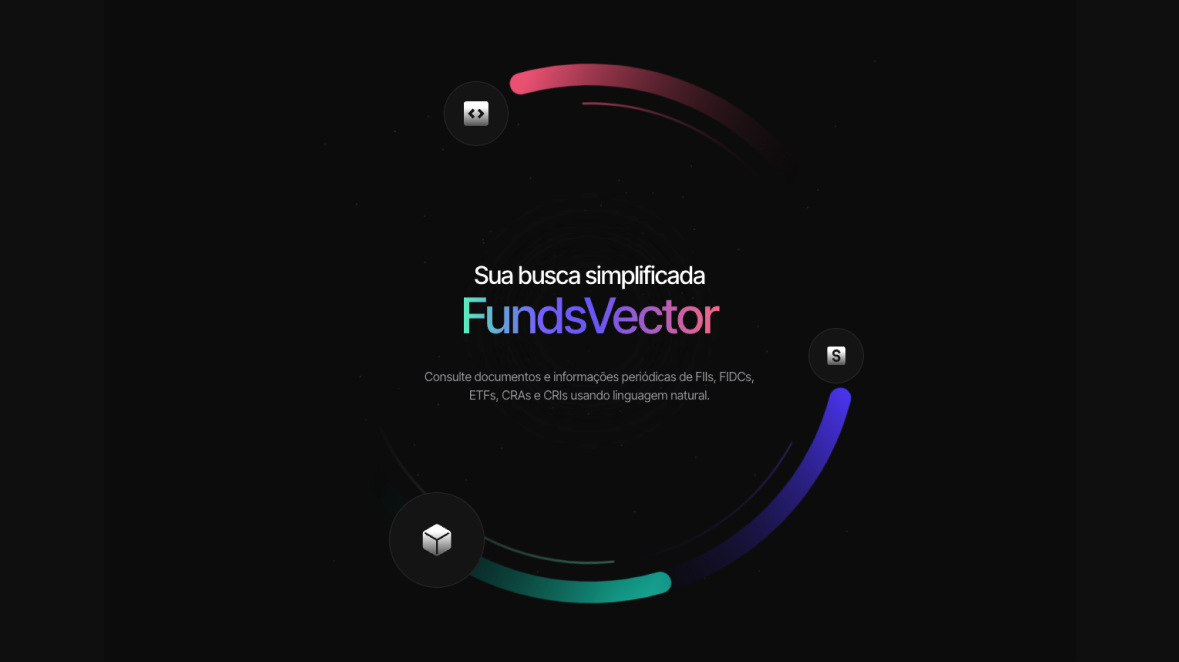 Sua busca simplificada
FundsVector
Consulte documentos e informações periódicas de FIIs, FIDCs,
ETFs, CRAs e CRIs usando linguagem natural.
S